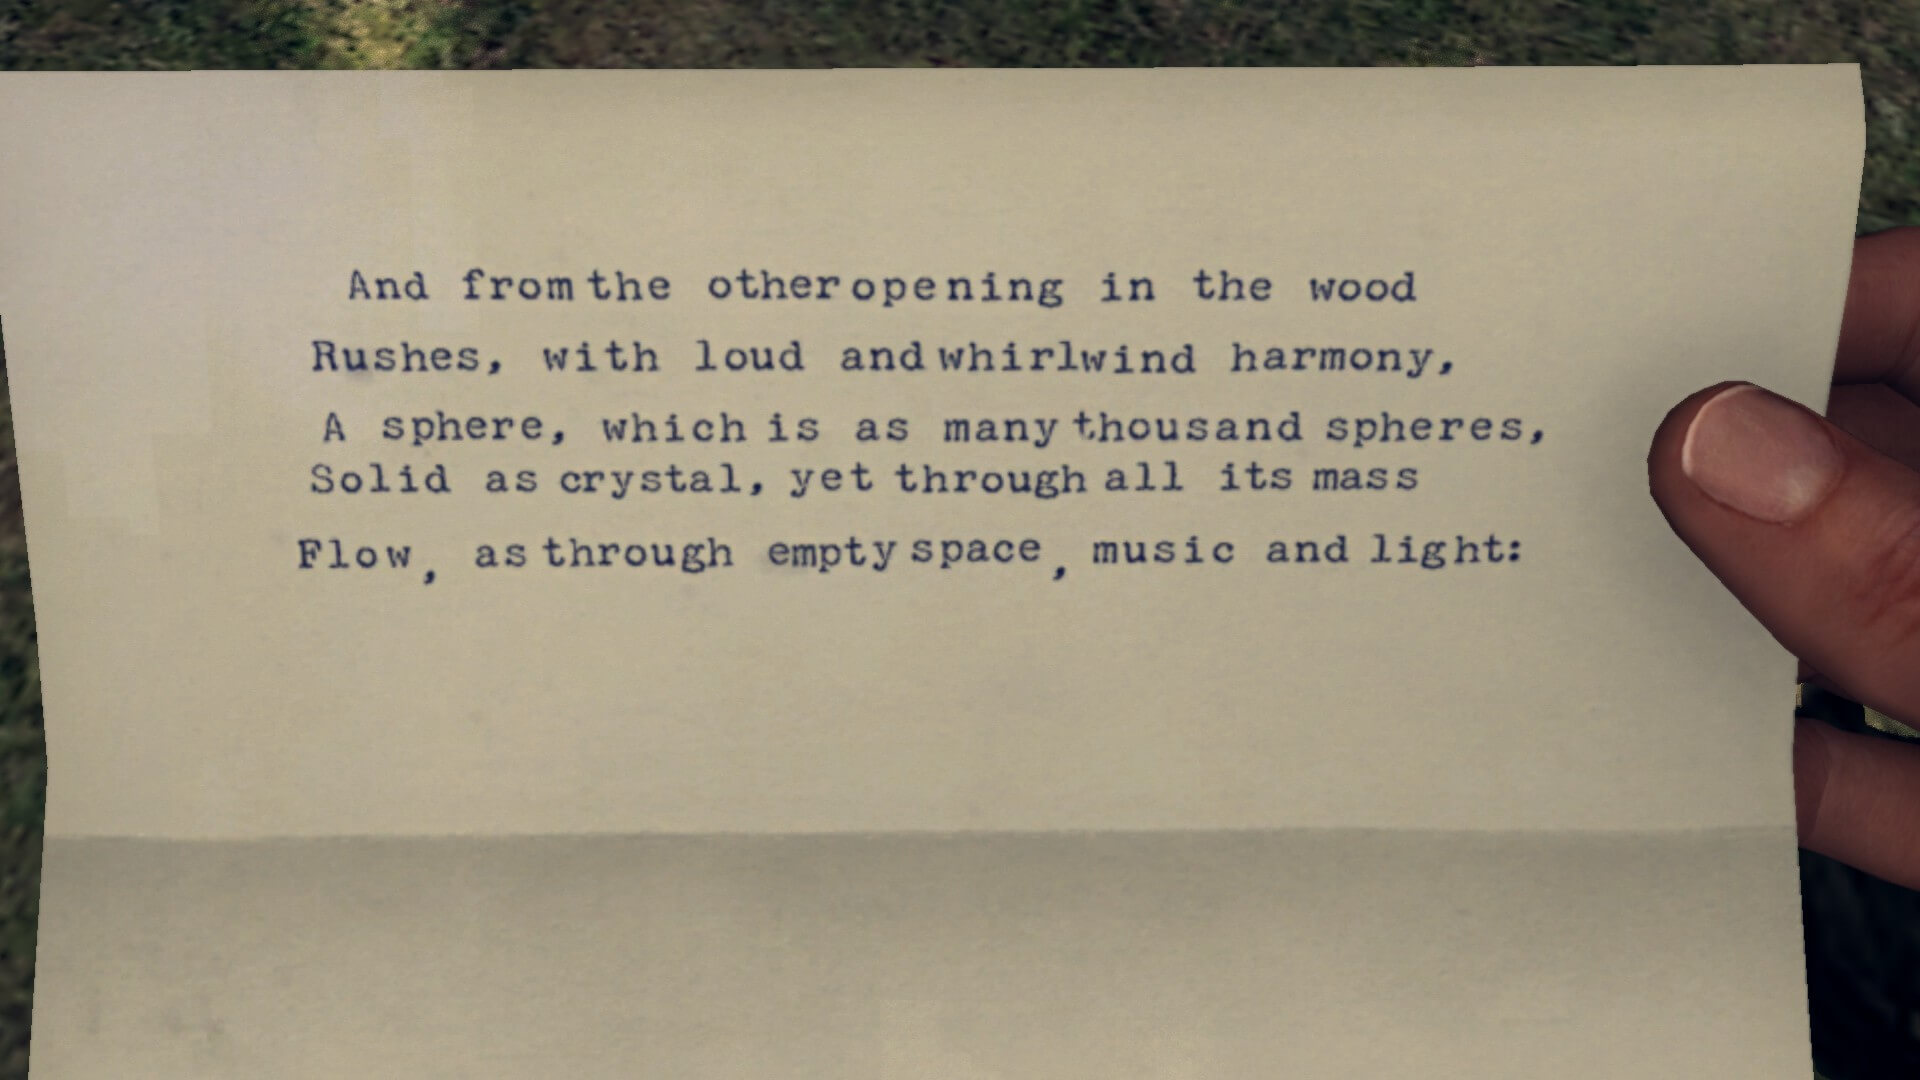 And from the other opening in the wood
Rushes, with loud and whirlwind harmony,
A sphere, which is as many thousand spheres,
Solid as crystal, yet through all its mass
Flow, as through empty space, music and light: